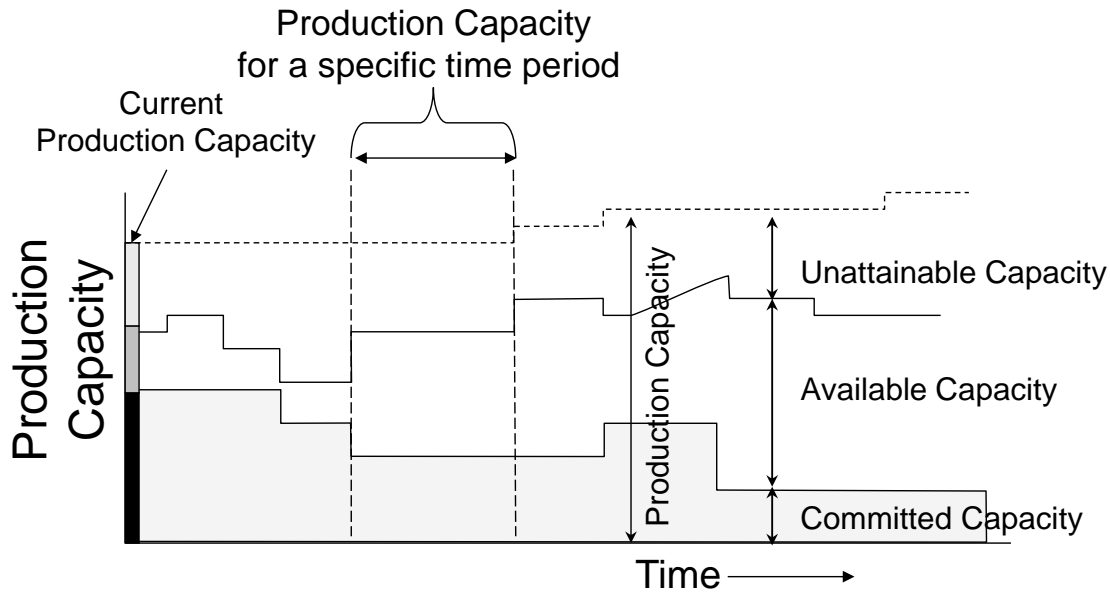 Production Capacity
for a specific time period
Current
Production Capacity
Production
Capacity
Production Capacity
Unattainable Capacity
Available Capacity
Committed Capacity
Time